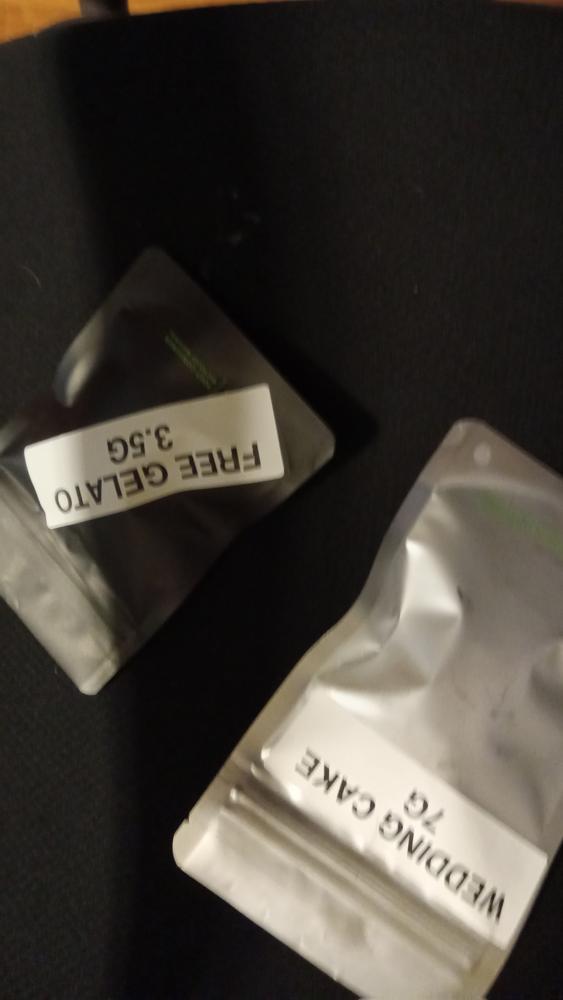 FREE GELATO
3.5G
WEDDING CAKE
7G